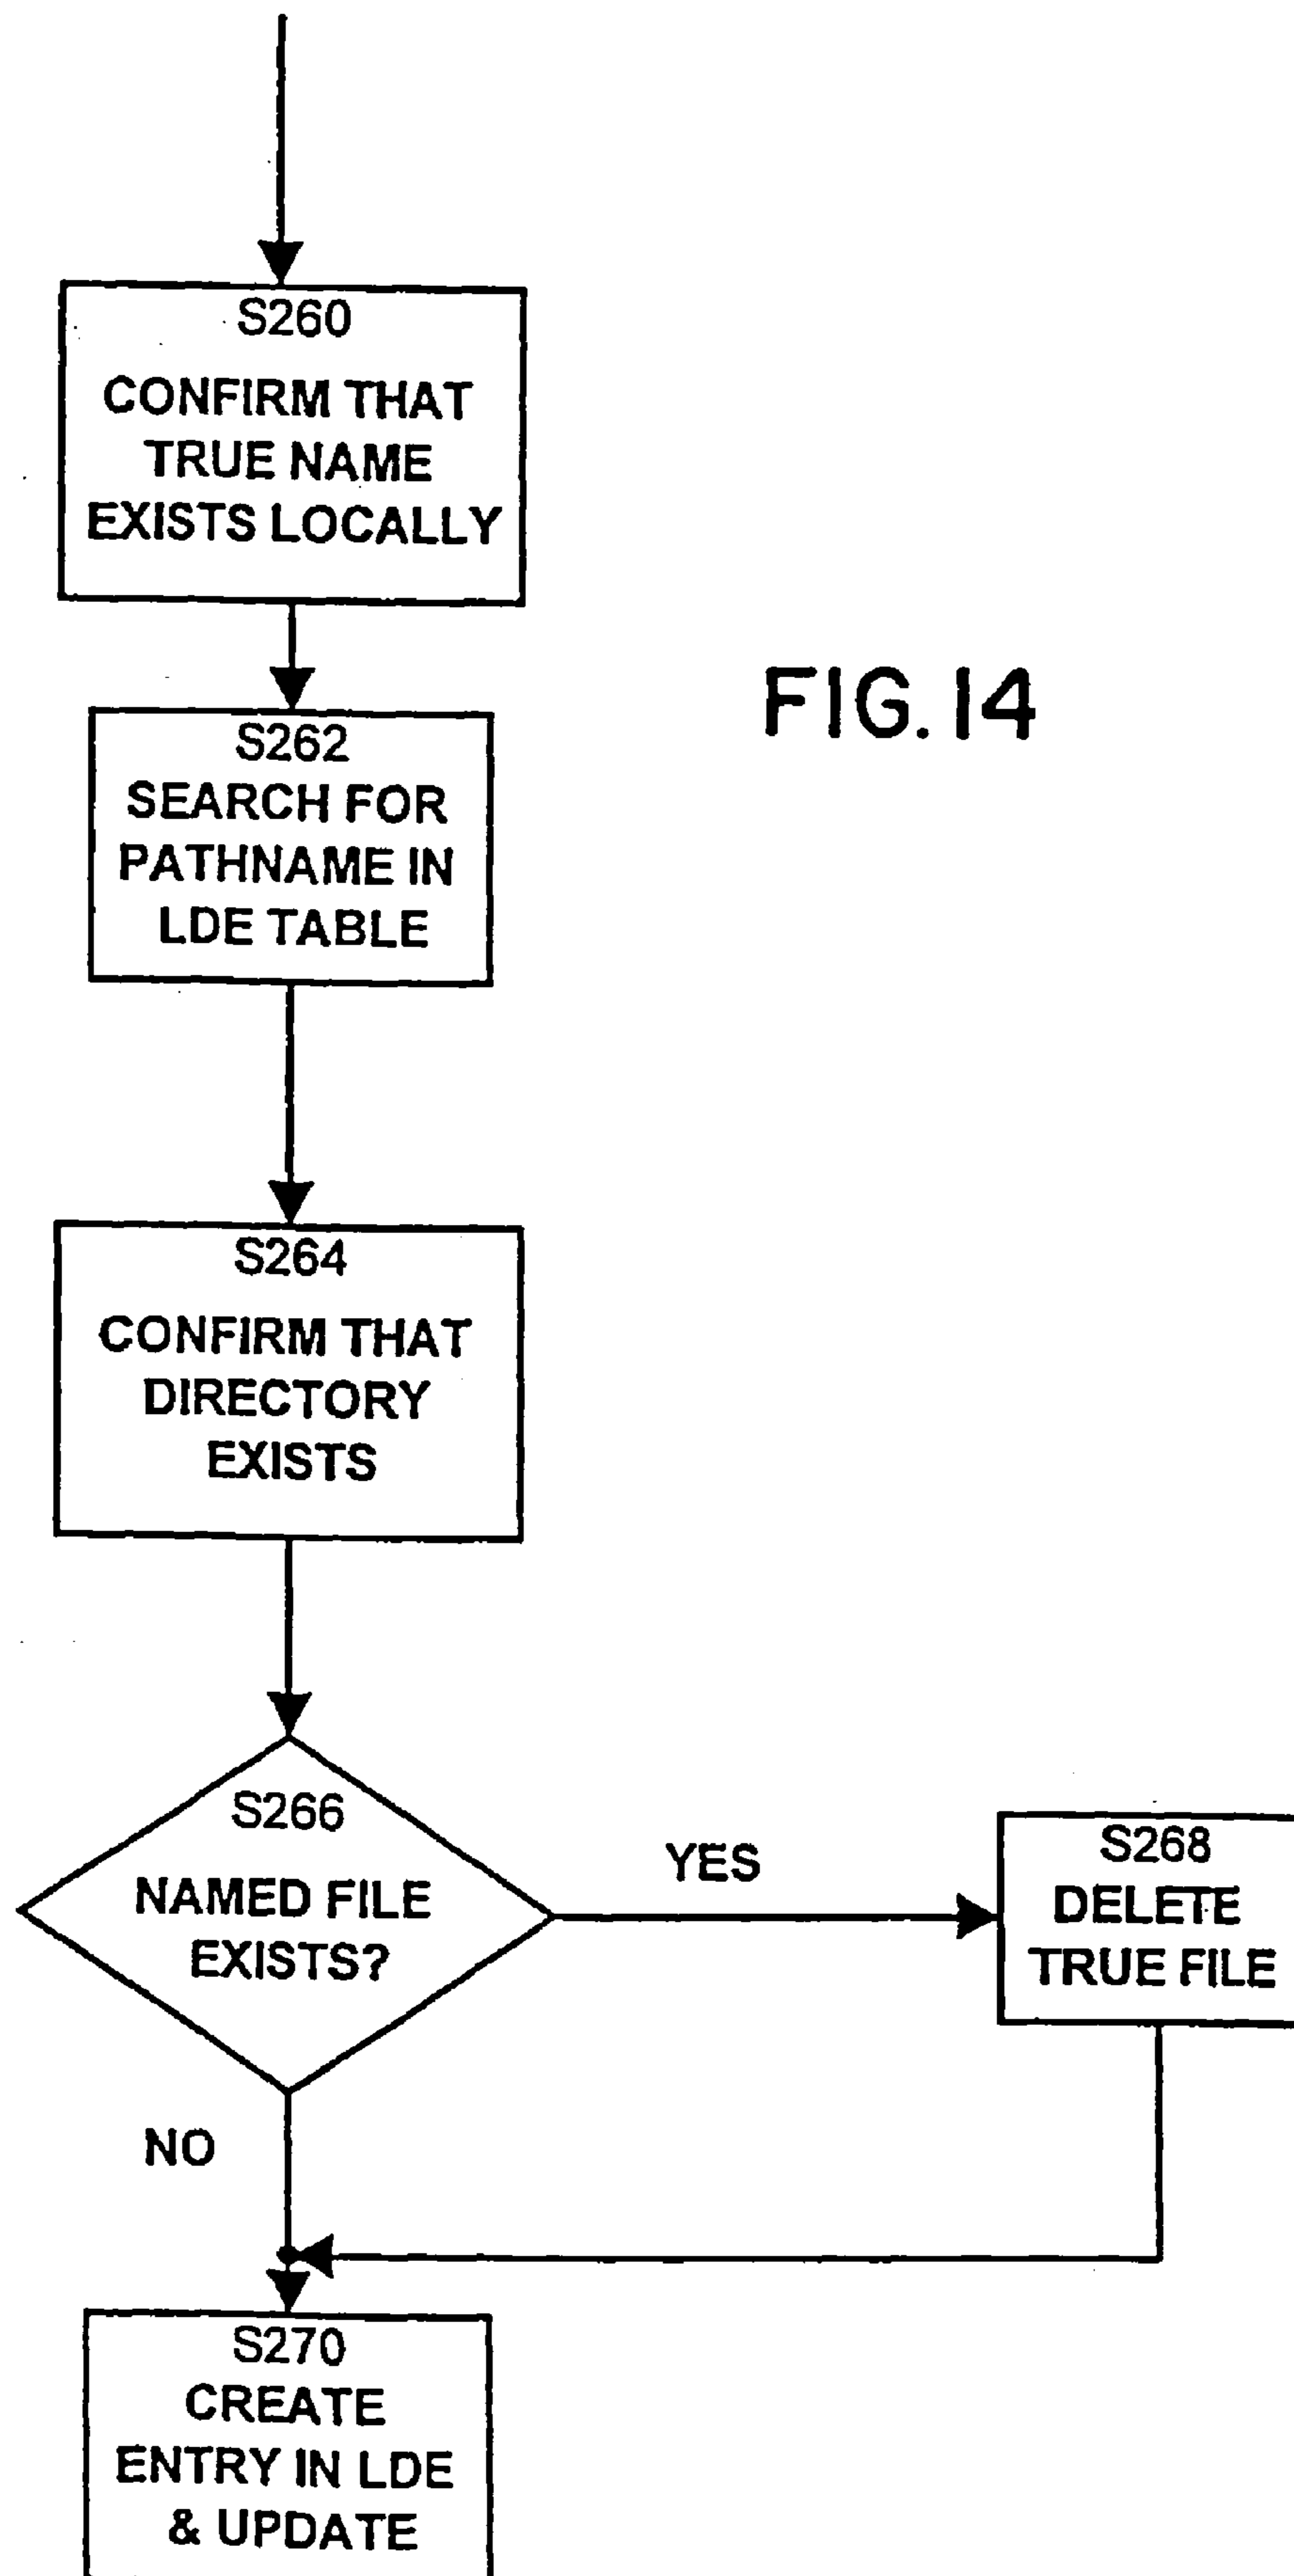 S260
CONFIRM THAT
TRUE NAME
EXISTS LOCALLY
FIG. 14
S262
SEARCH FOR
PATHNAME IN
LDE TABLE
S264
CONFIRM THAT
DIRECTORY
EXISTS
S266
NAMED FILE
EXISTS?
YES
S268
DELETE
TRUE FILE
NO
S270
CREATE
ENTRY IN LDE
& UPDATE